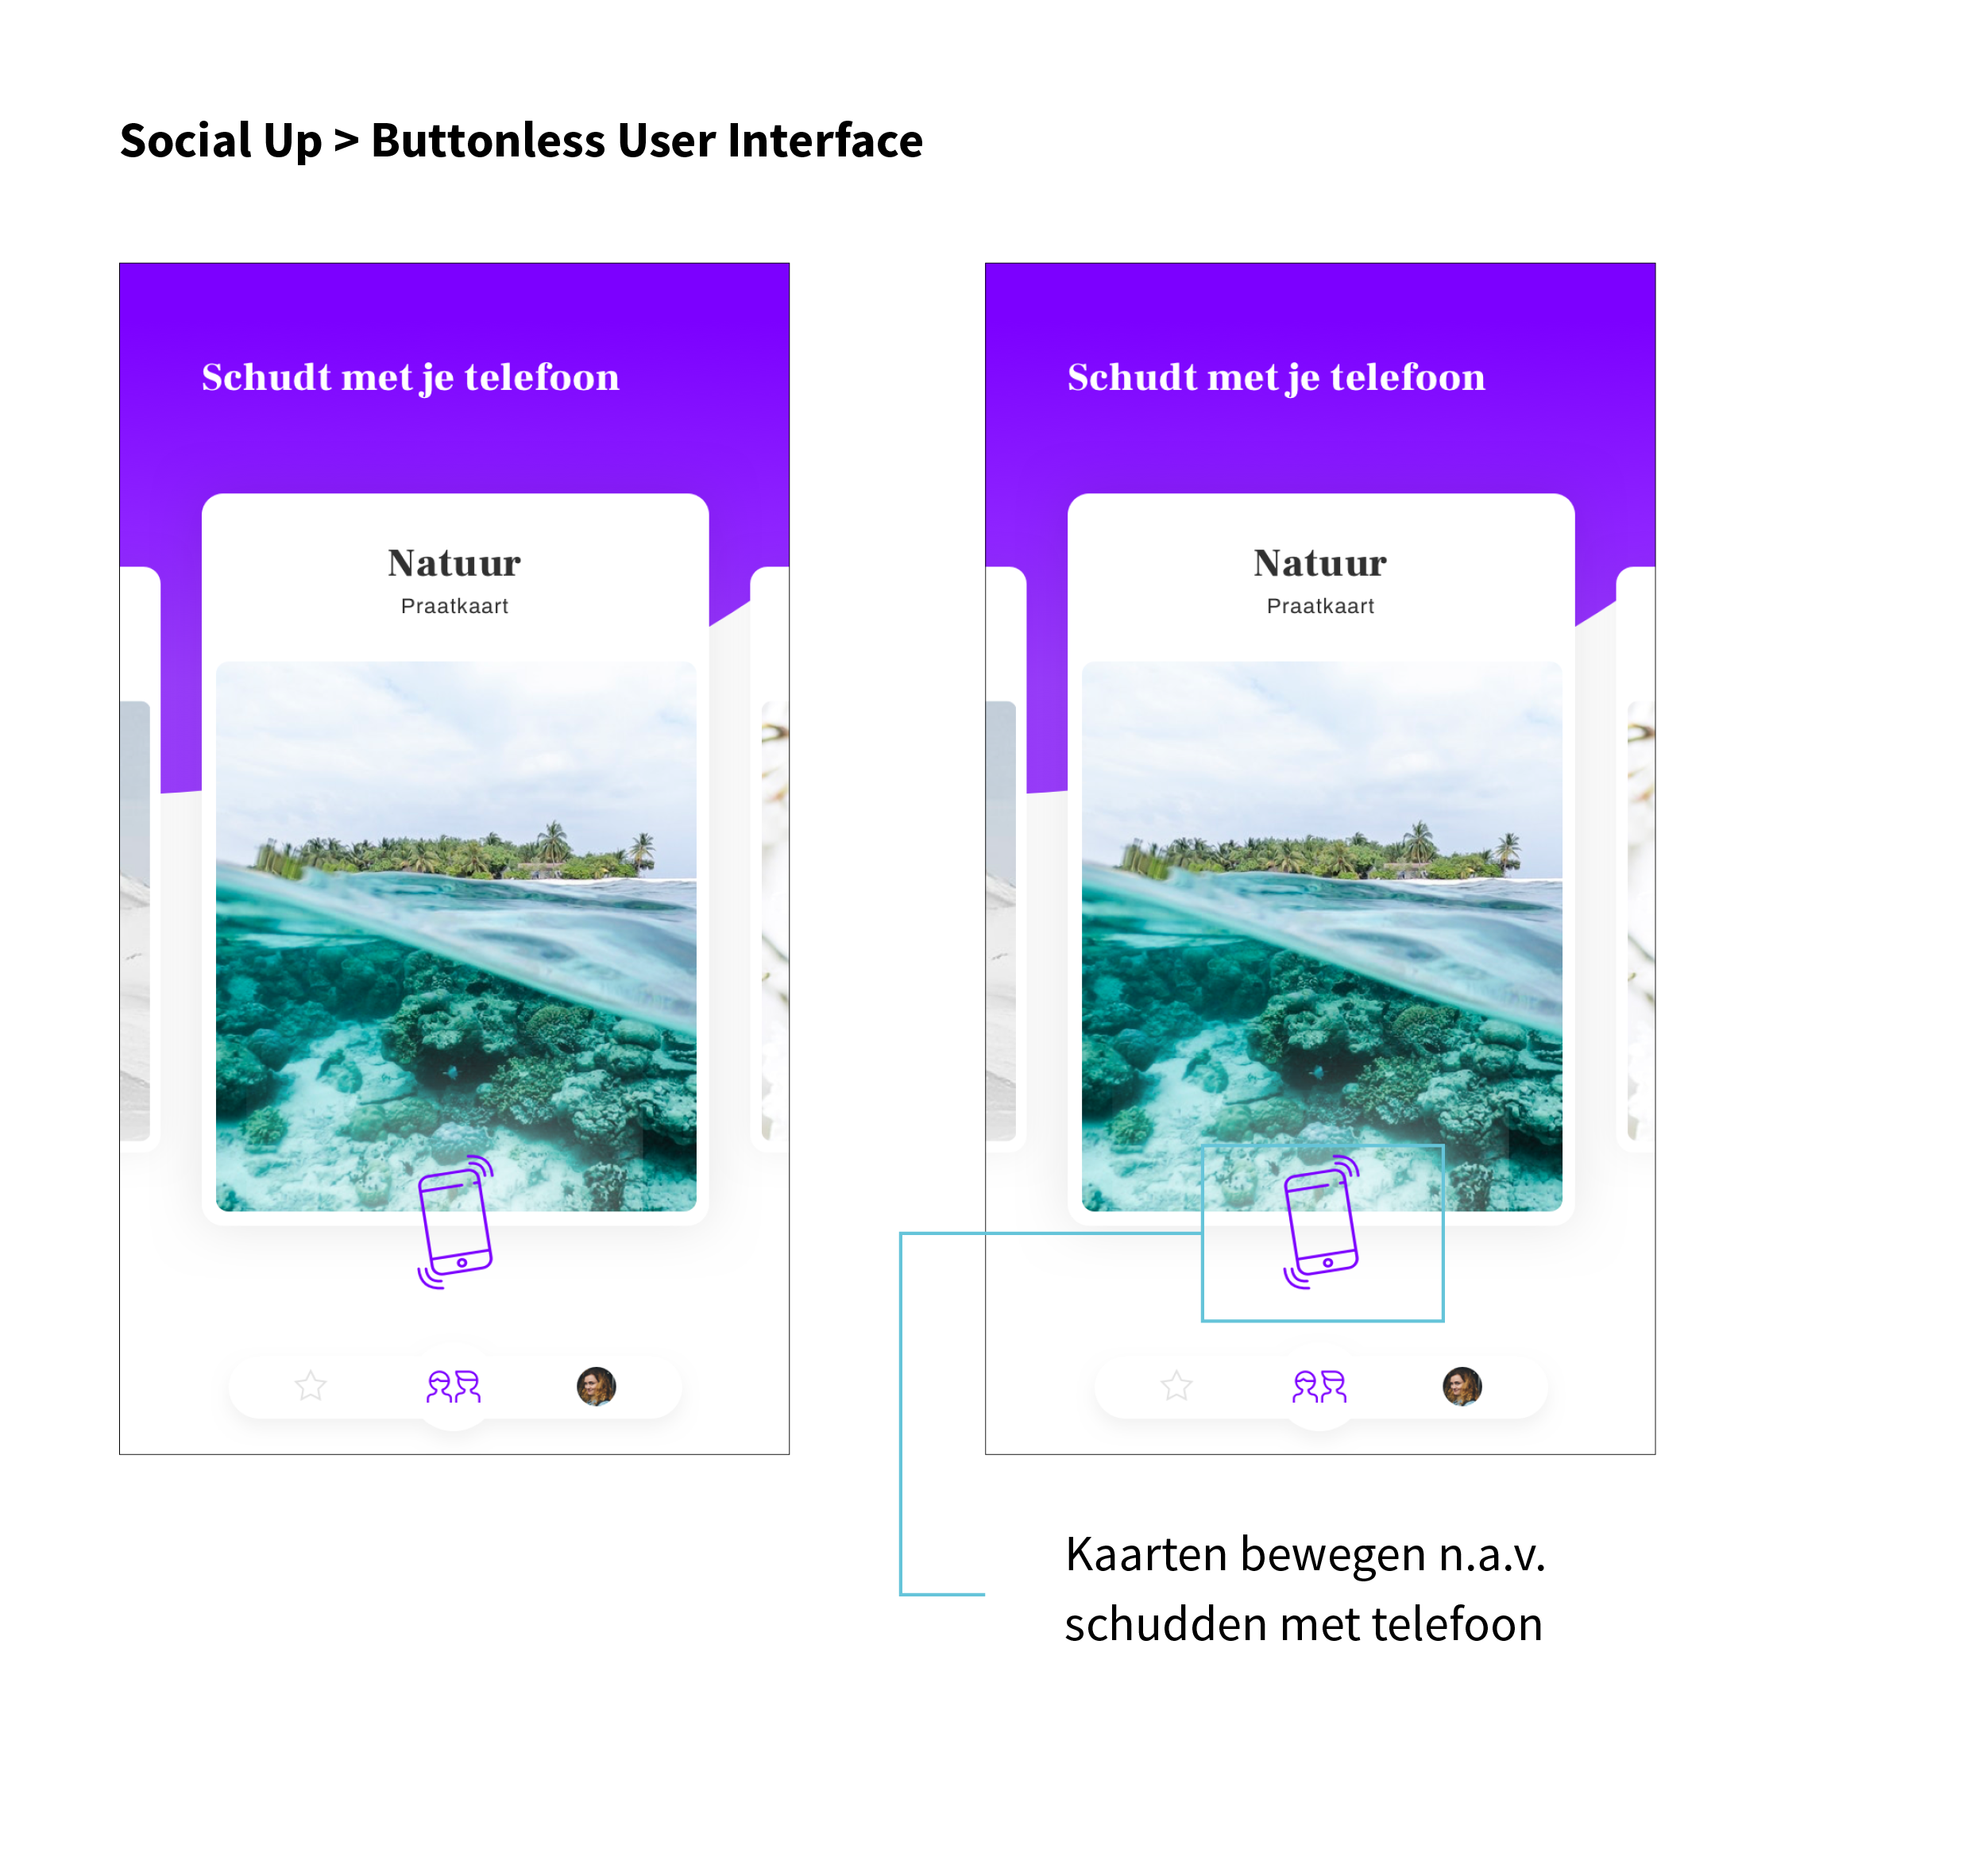 Social Up > Buttonless User Interface
Schudt met je telefoon
Natuur
Praatkaart
Schudt met je telefoon
Natuur
Praatkaart
Kaarten bewegen n.a.v.
schudden met telefoon